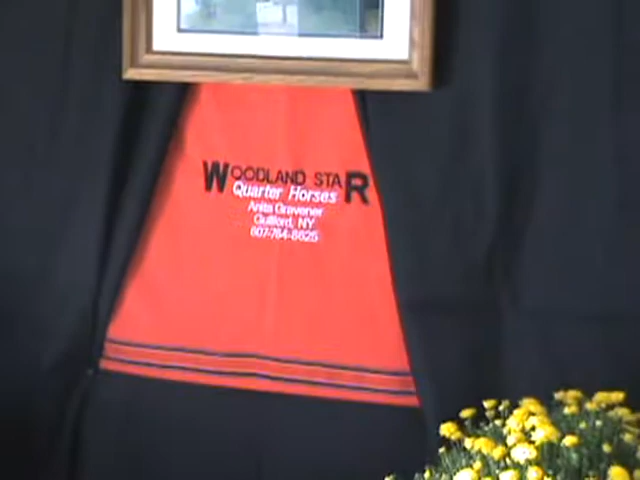 WOODLAND STAR
Quarter Horses
Anita Gravener
Guilford, NY
607-764-8625